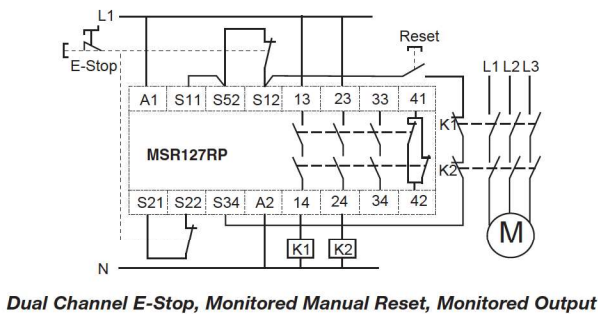 L1
Reset
E-Stop
L1 L2 L3
A1 S11 S52 S12 13 23 33 41
K1
MSR127RP
K2
S21 S22 S34 A2 14 24 34 42
K1 K2
M
N
Dual Channel E-Stop, Monitored Manual Reset, Monitored Output